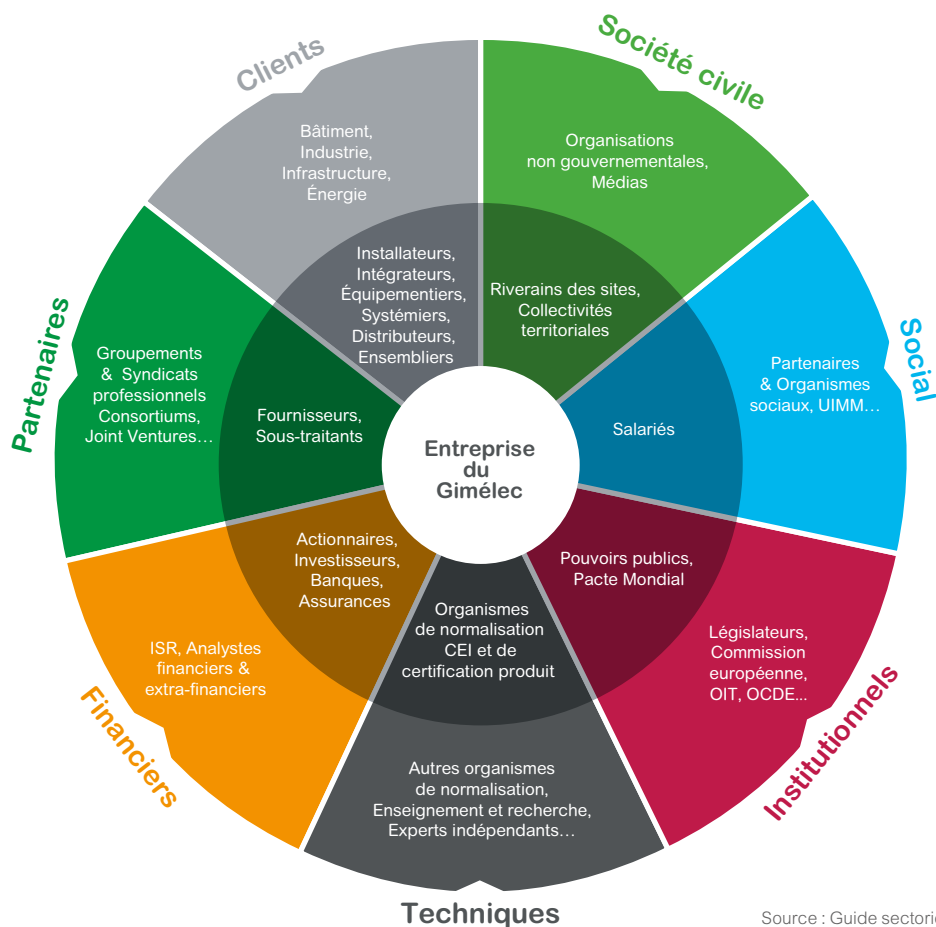 Clients
Bâtiment,
Industrie,
Infrastructure,
Énergie
Installateurs,
Intégrateurs,
Équipementiers,
Systémiers,
Distributeurs,
Ensembliers
Société civile
Organisations
non gouvernementales,
Médias
Riverains des sites,
Collectivités
territoriales
Social
Partenaires
& Organismes
sociaux, UIMM…
Salariés
Institutionnels
Législateurs,
Commission
européenne,
OIT, OCDE...
Pouvoirs publics,
Pacte Mondial
Techniques
Autres organismes
de normalisation,
Enseignement et recherche,
Experts indépendants…
Organismes
de normalisation
CEI et de
certification produit
Financiers
ISR, Analystes
financiers &
extra-financiers
Actionnaires,
Investisseurs,
Banques,
Assurances
Partenaires
Groupements
& Syndicats
professionnels
Consortiums,
Joint Ventures…
Fournisseurs,
Sous-traitants
Entreprise
du
Gimélec
Source : Guide